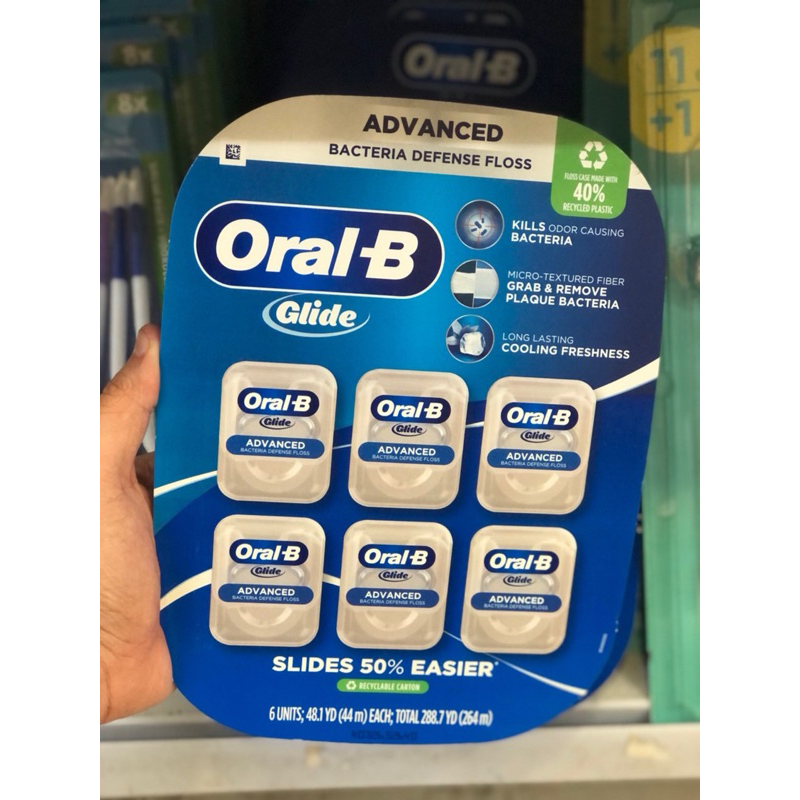 8x
8x
Oral-B
11
+1
ADVANCED
BACTERIA DEFENSE FLOSS
FLOSS CASE MADE WITH
40%
RECYCLED PLASTIC
Oral-B
Glide
KILLS ODOR CAUSING
BACTERIA
MICRO-TEXTURED FIBER
GRAB & REMOVE
PLAQUE BACTERIA
LONG LASTING
COOLING FRESHNESS
Oral-B
Glide
ADVANCED
BACTERIA DEFENSE FLOSS
Oral-B
Glide
ADVANCED
BACTERIA DEFENSE FLOSS
Oral-B
Glide
ADVANCED
BACTERIA DEFENSE FLOSS
Oral-B
Glide
ADVANCED
BACTERIA DEFENSE FLOSS
Oral-B
Glide
ADVANCED
BACTERIA DEFENSE FLOSS
Oral-B
Glide
ADVANCED
BACTERIA DEFENSE FLOSS
SLIDES 50% EASIER*
RECYCLABLE CARTON
6 UNITS; 48.1 YD (44 m) EACH; TOTAL 288.7 YD (264 m)